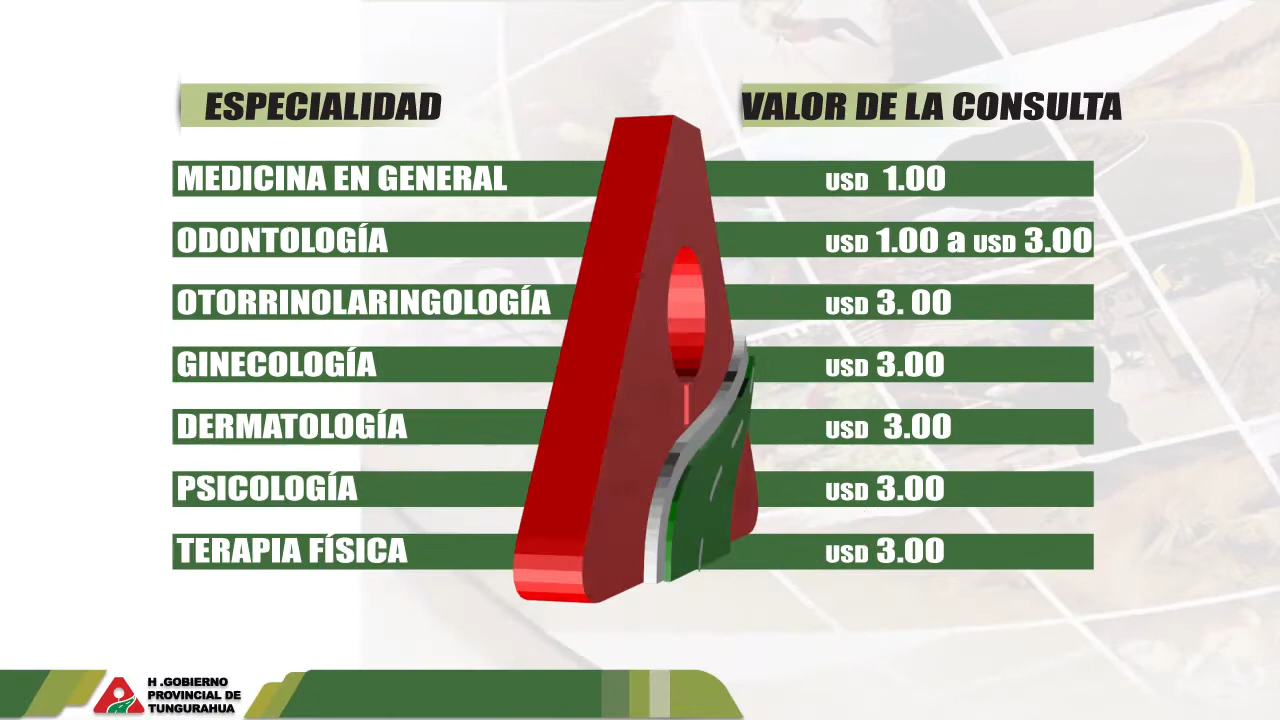 ESPECIALIDAD VALOR DE LA CONSULTA
MEDICINA EN GENERAL USD 1.00
ODONTOLOGÍA USD 1.00 a USD 3.00
OTORRINOLARINGOLOGÍA USD 3. 00
GINECOLOGÍA USD 3.00
DERMATOLOGÍA USD 3.00
PSICOLOGÍA USD 3.00
TERAPIA FÍSICA USD 3.00
H .GOBIERNO
PROVINCIAL DE
TUNGURAHUA